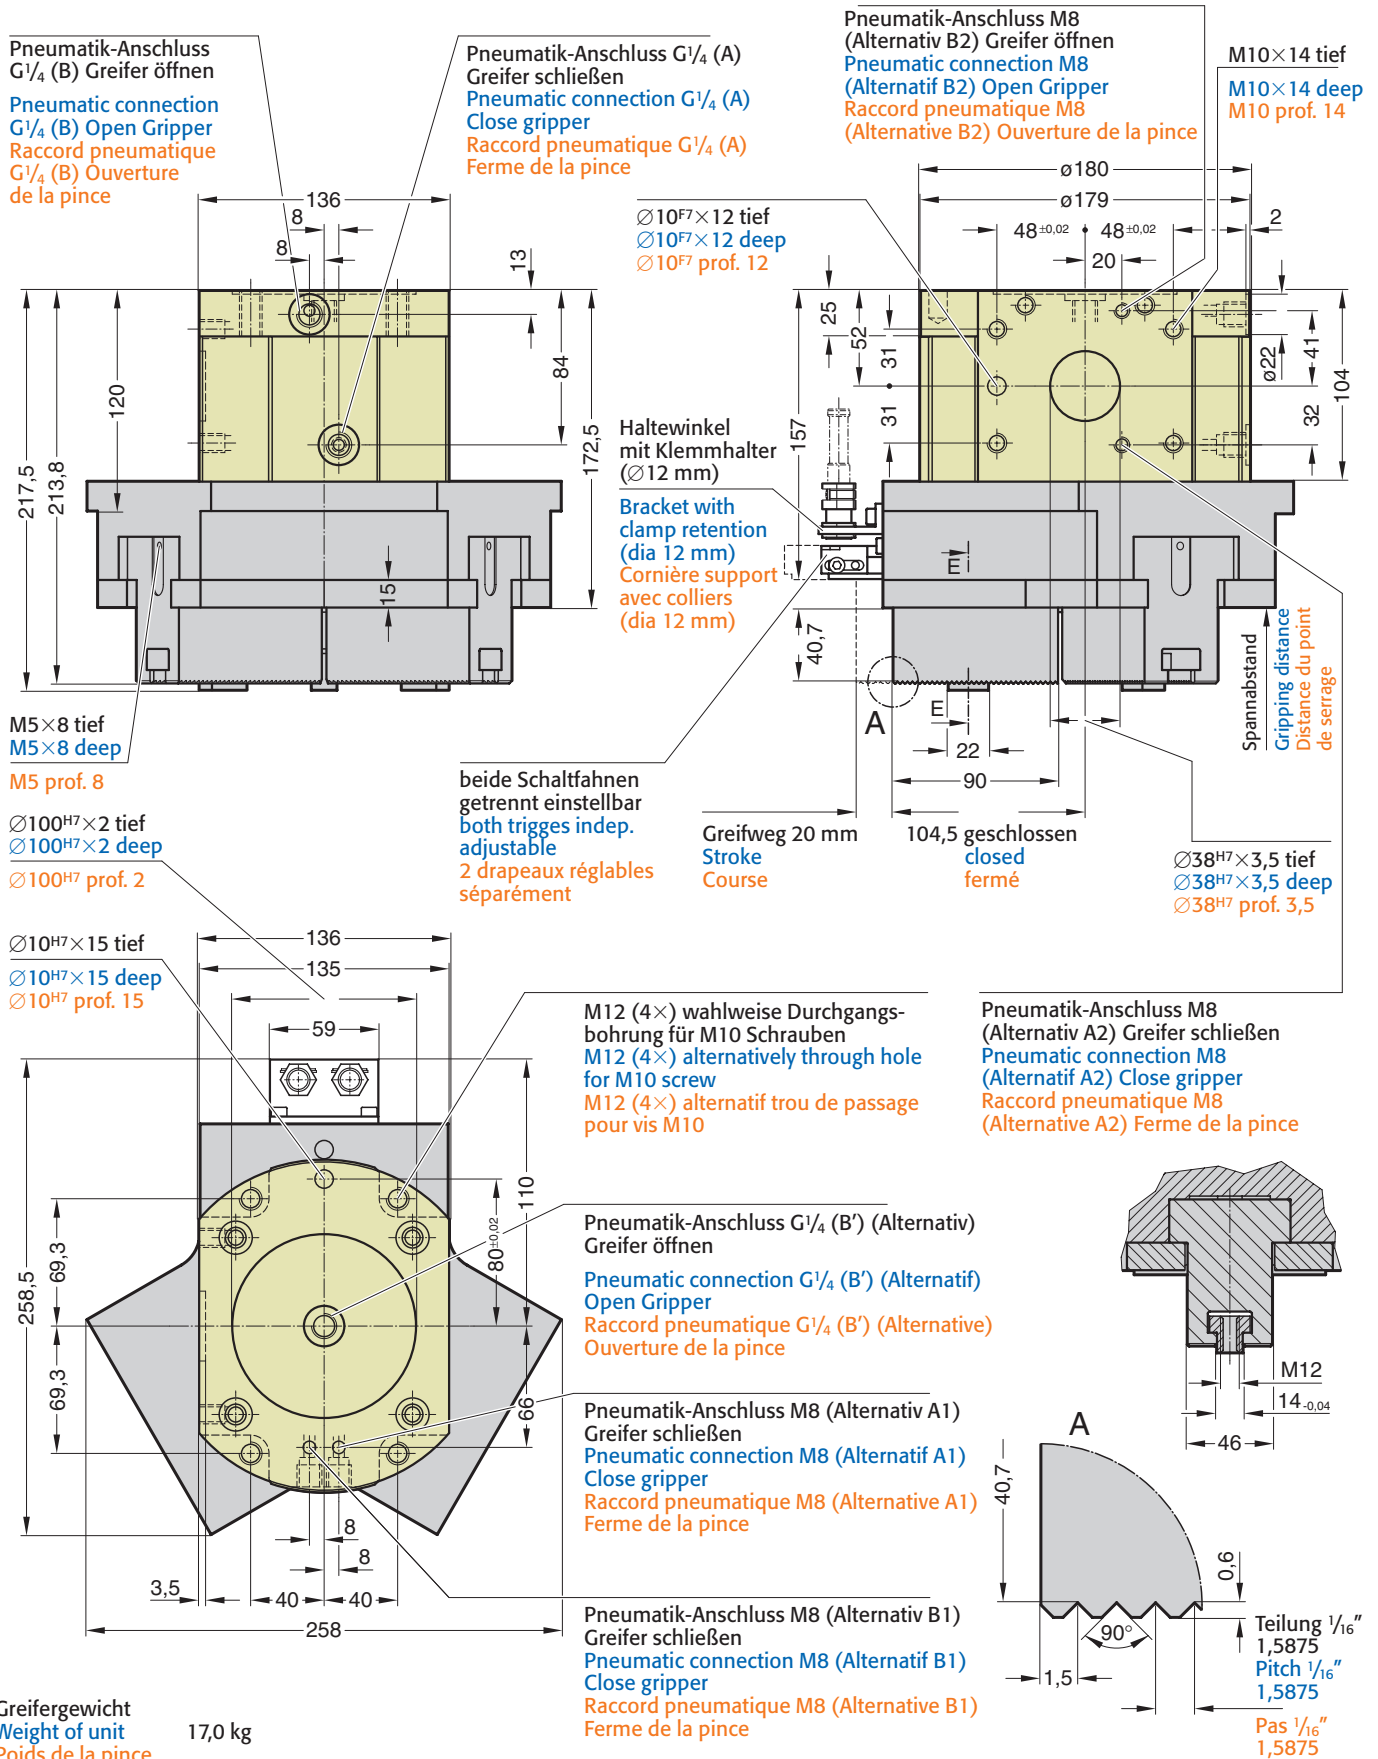 Pneumatik-Anschluss
G1/4 (B) Greifer öffnen
Pneumatic connection
G1/4 (B) Open Gripper
Raccord pneumatique
G1/4 (B) Ouverture
de la pince
Pneumatik-Anschluss G1/4 (A)
Greifer schließen
Pneumatic connection G1/4 (A)
Close gripper
Raccord pneumatique G1/4 (A)
Ferme de la pince
Pneumatik-Anschluss M8
(Alternativ B2) Greifer öffnen
Pneumatic connection M8
(Alternatif B2) Open Gripper
Raccord pneumatique M8
(Alternative B2) Ouverture de la pince
M10×14 tief
M10×14 deep
M10 prof. 14
136
8
8
13
217,5
213,8
120
84
172,5
15
∅10F7×12 tief
∅10F7×12 deep
∅10F7 prof. 12
ø180
ø179
48±0,02
48±0,02
2
20
25
52
31
31
157
41
ø22
32
104
40,7
Haltewinkel
mit Klemmhalter
(∅12 mm)
Bracket with
clamp retention
(dia 12 mm)
Cornière support
avec colliers
(dia 12 mm)
E
E
A
22
90
Spannabstand
Gripping distance
Distance du point
de serrage
M5×8 tief
M5×8 deep
M5 prof. 8
beide Schaltfahnen
getrennt einstellbar
both trigges indep.
adjustable
2 drapeaux réglables
séparément
Greifweg 20 mm
Stroke
Course
104,5 geschlossen
closed
fermé
∅38H7×3,5 tief
∅38H7×3,5 deep
∅38H7 prof. 3,5
∅100H7×2 tief
∅100H7×2 deep
∅100H7 prof. 2
∅10H7×15 tief
∅10H7×15 deep
∅10H7 prof. 15
136
135
59
258,5
69,3
69,3
110
80±0,02
66
8
8
3,5
40
40
258
M12 (4×) wahlweise Durchgangs-
bohrung für M10 Schrauben
M12 (4×) alternatively through hole
for M10 screw
M12 (4×) alternatif trou de passage
pour vis M10
Pneumatik-Anschluss M8
(Alternativ A2) Greifer schließen
Pneumatic connection M8
(Alternatif A2) Close gripper
Raccord pneumatique M8
(Alternative A2) Ferme de la pince
Pneumatik-Anschluss G1/4 (B’) (Alternativ)
Greifer öffnen
Pneumatic connection G1/4 (B’) (Alternatif)
Open Gripper
Raccord pneumatique G1/4 (B’) (Alternative)
Ouverture de la pince
Pneumatik-Anschluss M8 (Alternativ A1)
Greifer schließen
Pneumatic connection M8 (Alternatif A1)
Close gripper
Raccord pneumatique M8 (Alternative A1)
Ferme de la pince
Pneumatik-Anschluss M8 (Alternativ B1)
Greifer schließen
Pneumatic connection M8 (Alternatif B1)
Close gripper
Raccord pneumatique M8 (Alternative B1)
Ferme de la pince
M12
14-0,04
46
A
40,7
0,6
90°
1,5
Teilung 1/16”
1,5875
Pitch 1/16”
1,5875
Pas 1/16”
1,5875
Greifergewicht
Weight of unit
17,0 kg
Poids de la pince